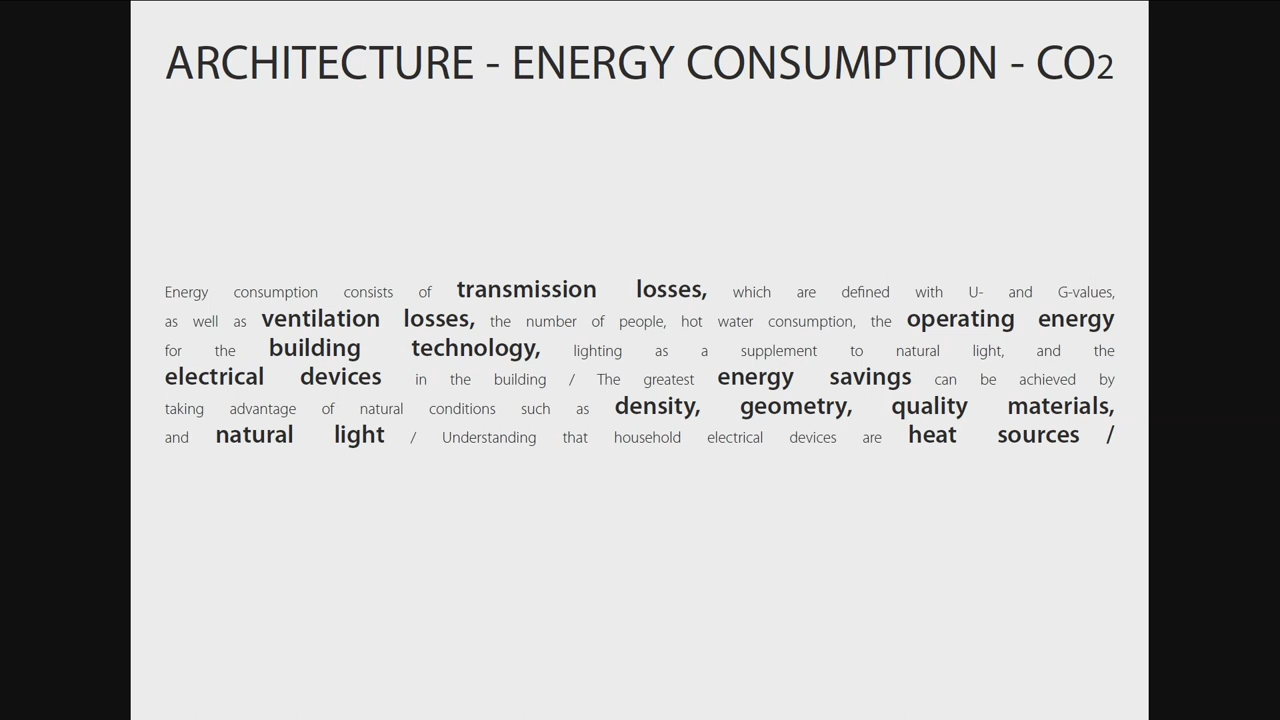 ARCHITECTURE - ENERGY CONSUMPTION - CO2
Energy consumption consists of transmission losses, which are defined with U- and G-values,
as well as ventilation losses, the number of people, hot water consumption, the operating energy
for the building technology, lighting as a supplement to natural light, and the
electrical devices in the building / The greatest energy savings can be achieved by
taking advantage of natural conditions such as density, geometry, quality materials,
and natural light / Understanding that household electrical devices are heat sources /